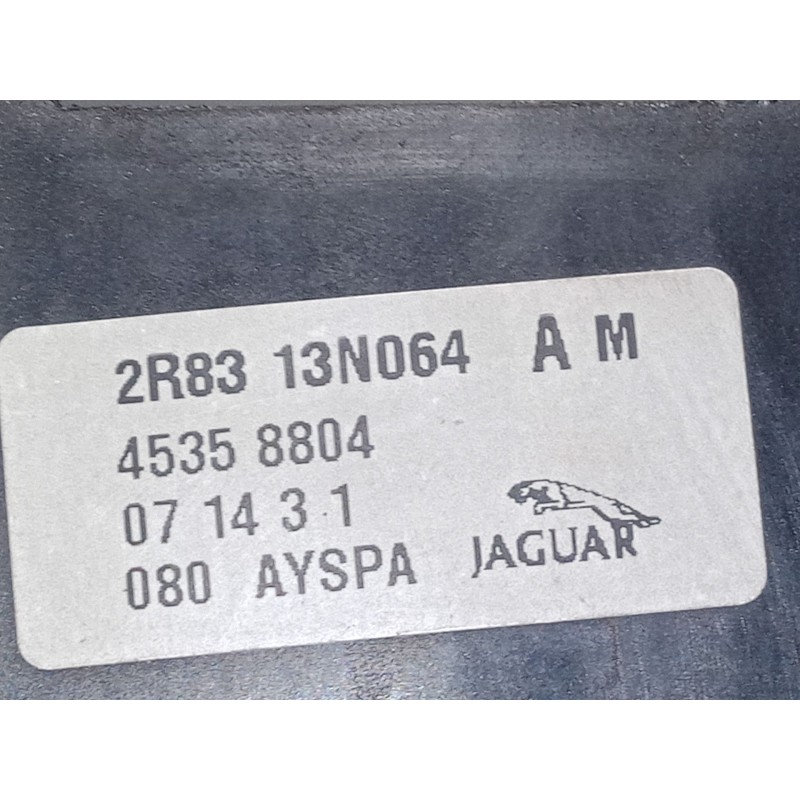 2R83 13N064 A M
4535 8804
07 14 3 1
080 AYSPA JAGUAR